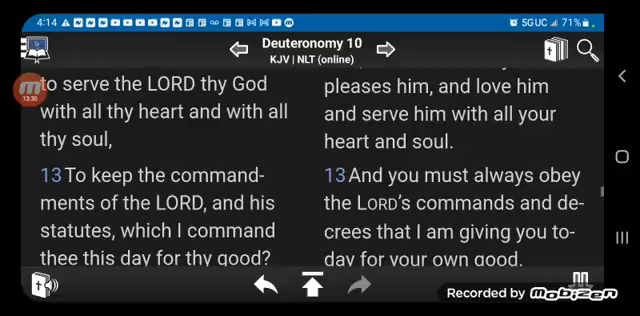 4:14
5GUC
71%
Deuteronomy 10
KJV | NLT (online)
13:30
to serve the LORD thy God
with all thy heart and with all
thy soul,
13 To keep the command-
ments of the LORD, and his
statutes, which I command
thee this day for thy good?
pleases him, and love him
and serve him with all your
heart and soul.
13 And you must always obey
the LORD's commands and de-
crees that I am giving you to-
day for your own good.
Recorded by Mobizen